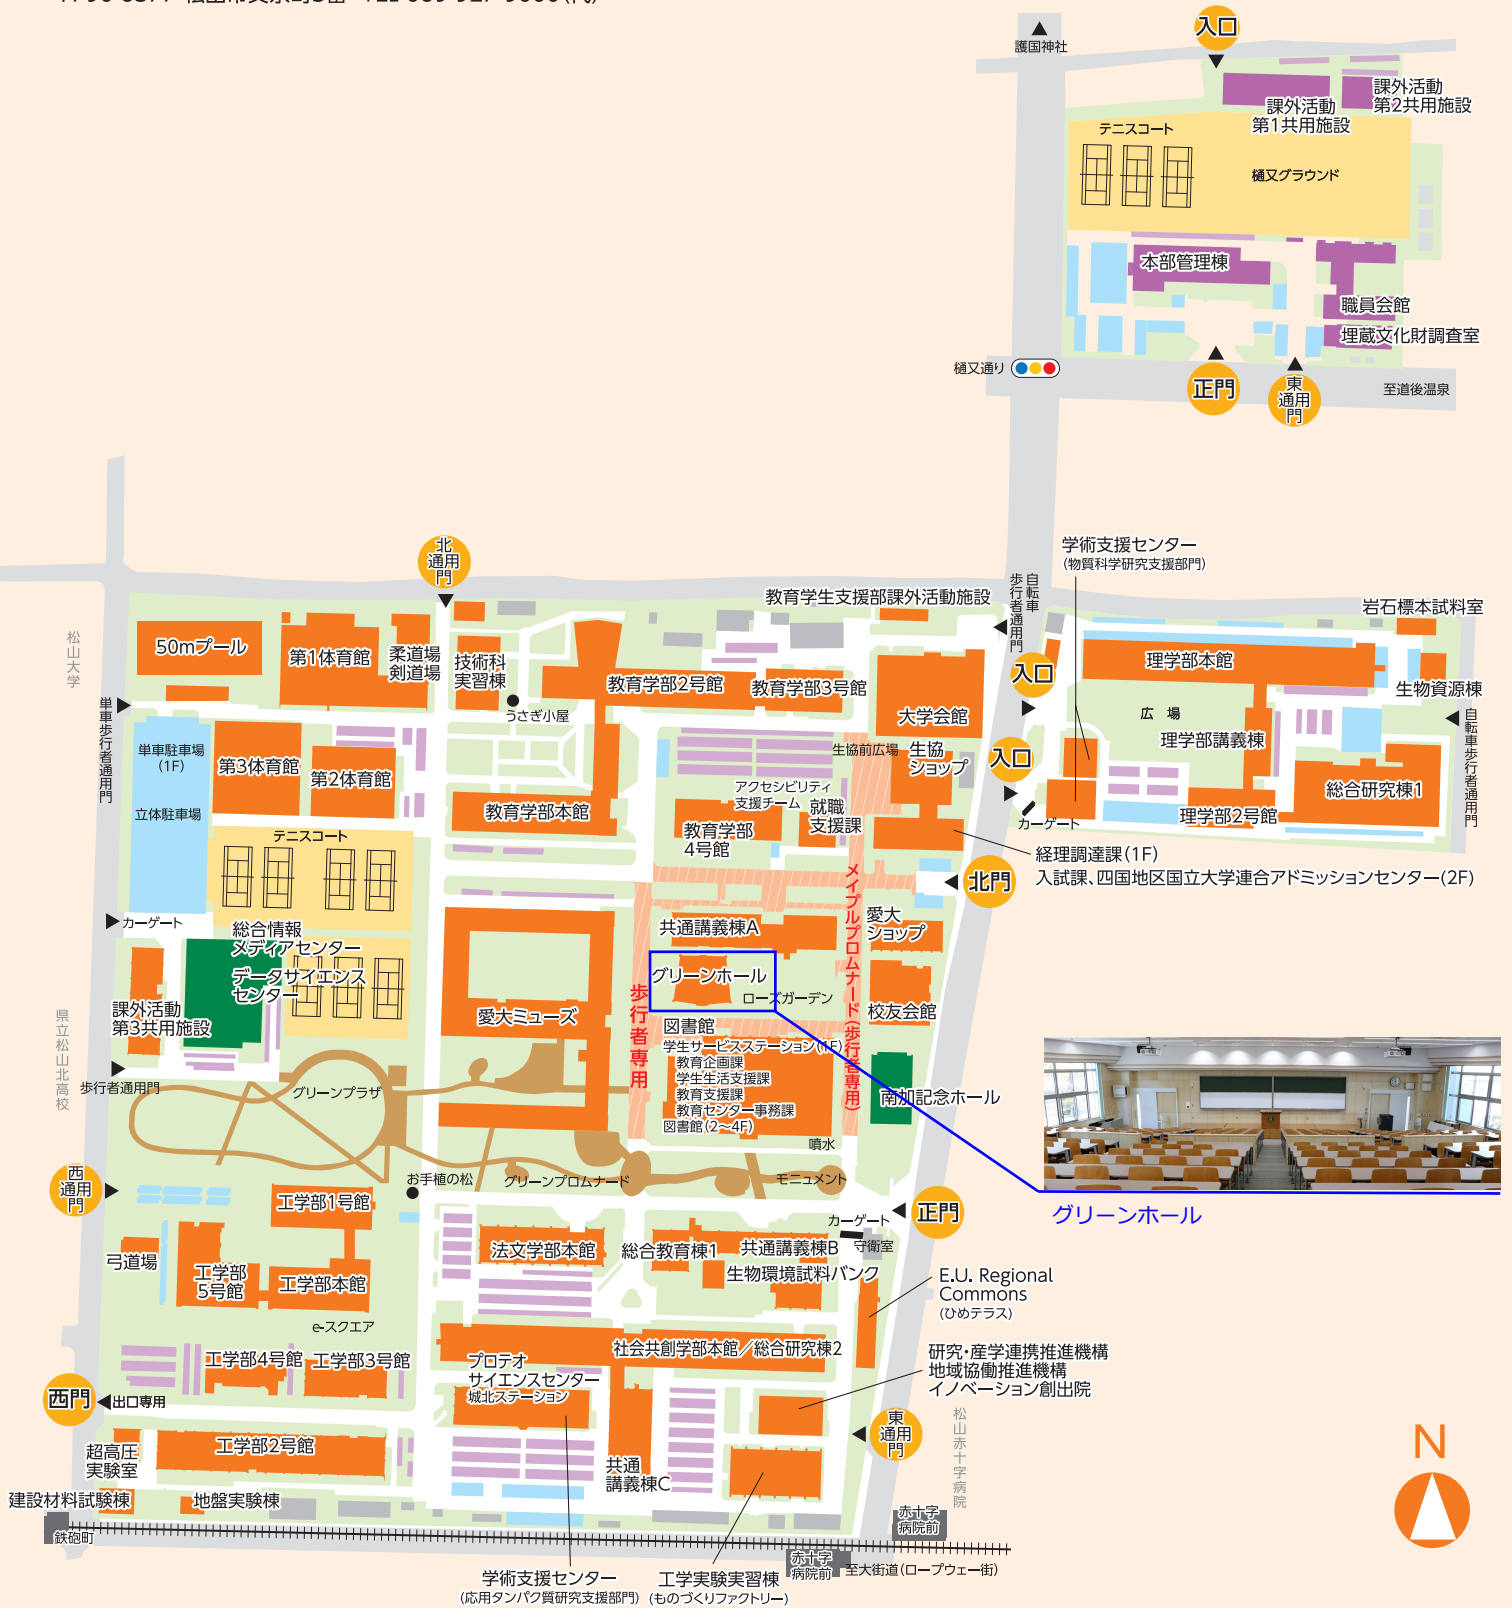 護国神社
入口
課外活動
第1共用施設
課外活動
第2共用施設
テニスコート
樋又グラウンド
本部管理棟
職員会館
埋蔵文化財調査室
樋又通り
正門
東
通用
門
至道後温泉
北
通用
門
学術支援センター
(物質科学研究支援部門)
教育学生支援部課外活動施設
自転車
歩行者通用門
岩石標本試料室
松山大学
50mプール
第1体育館
柔道場
剣道場
技術科
実習棟
うさぎ小屋
教育学部2号館
教育学部3号館
大学会館
入口
理学部本館
生物資源棟
単車歩行者通用門
単車駐車場
(1F)
立体駐車場
第3体育館
第2体育館
教育学部本館
生協前広場
生協
ショップ
入口
広 場
理学部講義棟
自転車歩行者通用門
アクセシビリティ
支援チーム
就職
支援課
教育学部
4号館
総合研究棟1
理学部2号館
カーゲート
テニスコート
経理調達課(1F)
入試課、四国地区国立大学連合アドミッションセンター(2F)
北門
メイプルプロムナード(歩行者専用)
カーゲート
総合情報
メディアセンター
データサイエンス
センター
課外活動
第3共用施設
愛大ミューズ
歩行者専用
共通講義棟A
愛大
ショップ
グリーンホール
ローズガーデン
校友会館
図書館
学生サービスステーション(1F)
教育企画課
学生生活支援課
教育支援課
教育センター事務課
図書館(2〜4F)
南加記念ホール
県立松山北高校
歩行者通用門
グリーンプラザ
噴水
西
通用
門
お手植の松
グリーンプロムナード
モニュメント
グリーンホール
工学部1号館
カーゲート
正門
守衛室
弓道場
工学部
5号館
工学部本館
法文学部本館
総合教育棟1
共通講義棟B
生物環境試料バンク
E.U. Regional
Commons
(ひめテラス)
e-スクエア
工学部4号館
工学部3号館
プロテオ
サイエンスセンター
城北ステーション
社会共創学部本館／総合研究棟2
研究・産学連携推進機構
地域協働推進機構
イノベーション創出院
西門
出口専用
超高圧
実験室
工学部2号館
共通
講義棟C
東
通用
門
松山赤十字病院
N
建設材料試験棟
地盤実験棟
鉄砲町
赤十字
病院前
赤十字
病院前
至大街道(ロープウェー街)
学術支援センター
(応用タンパク質研究支援部門)
工学実験実習棟
(ものづくりファクトリー)